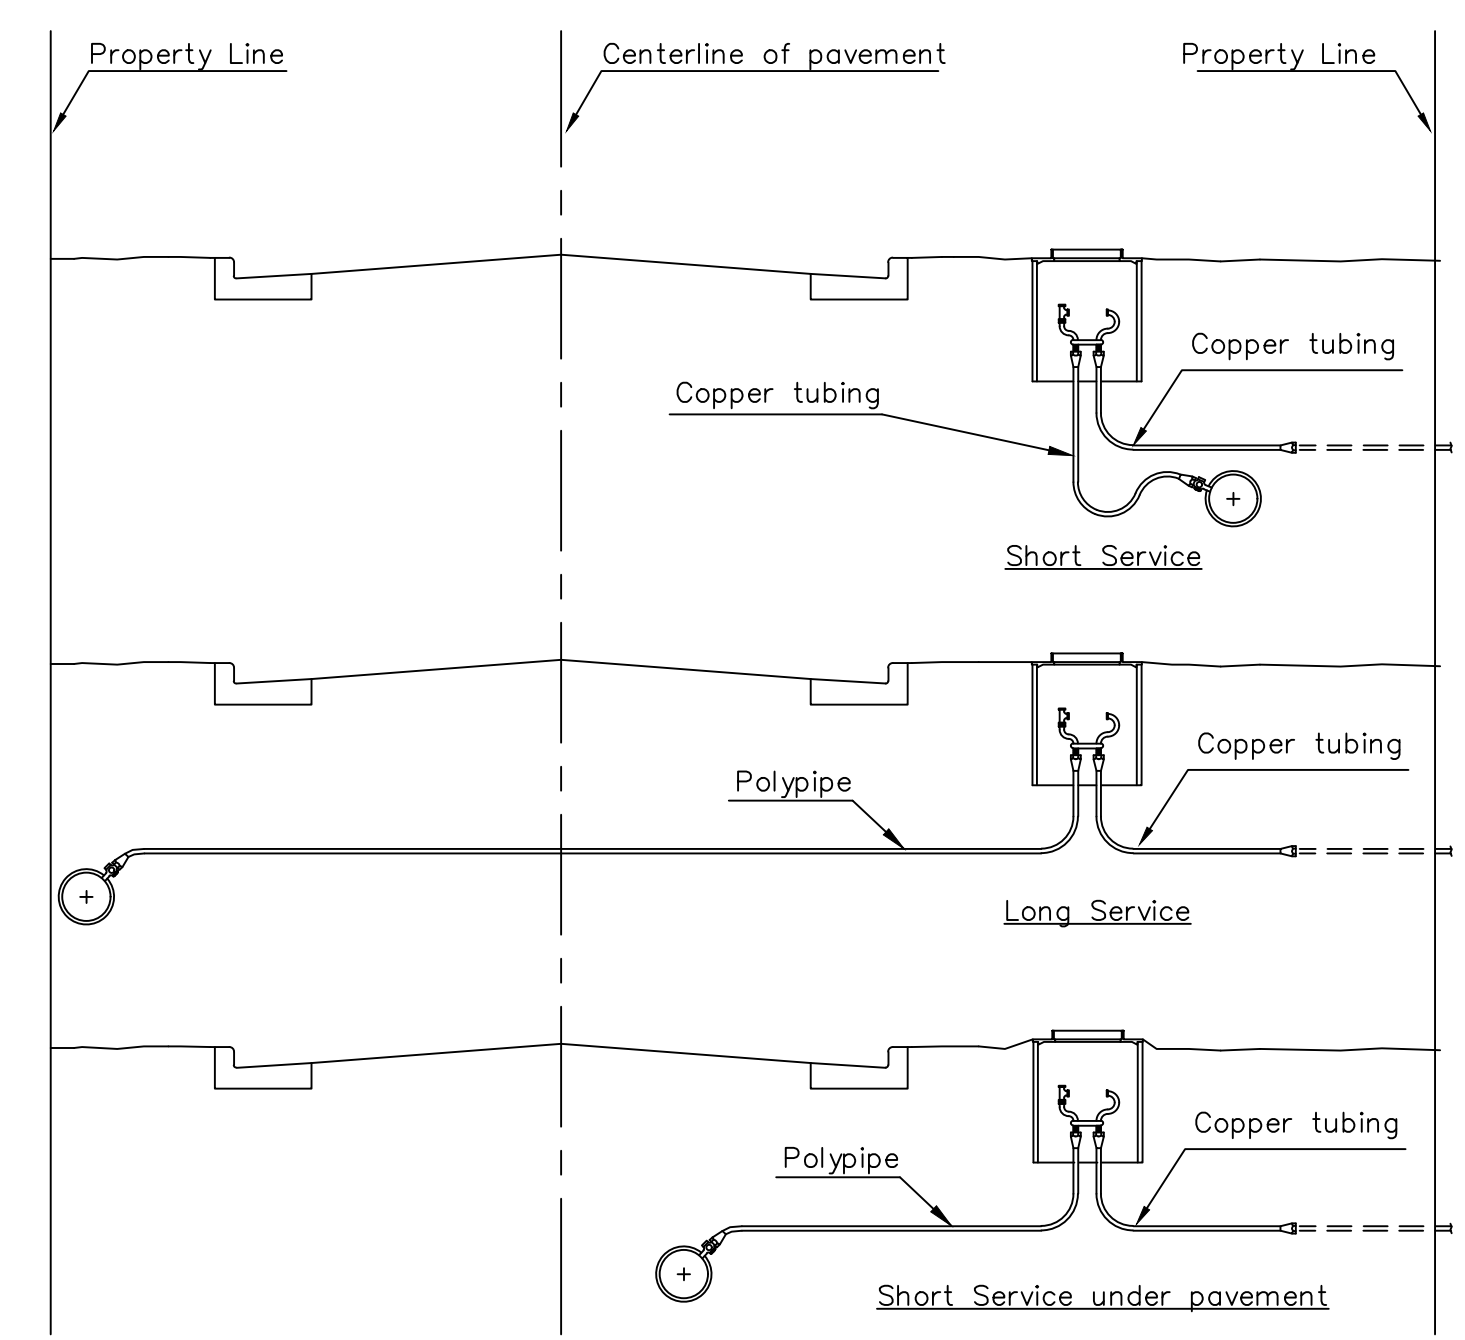 Property Line
Centerline of pavement
Property Line
Copper tubing
Copper tubing
Short Service
Copper tubing
Polypipe
Long Service
Copper tubing
Polypipe
Short Service under pavement